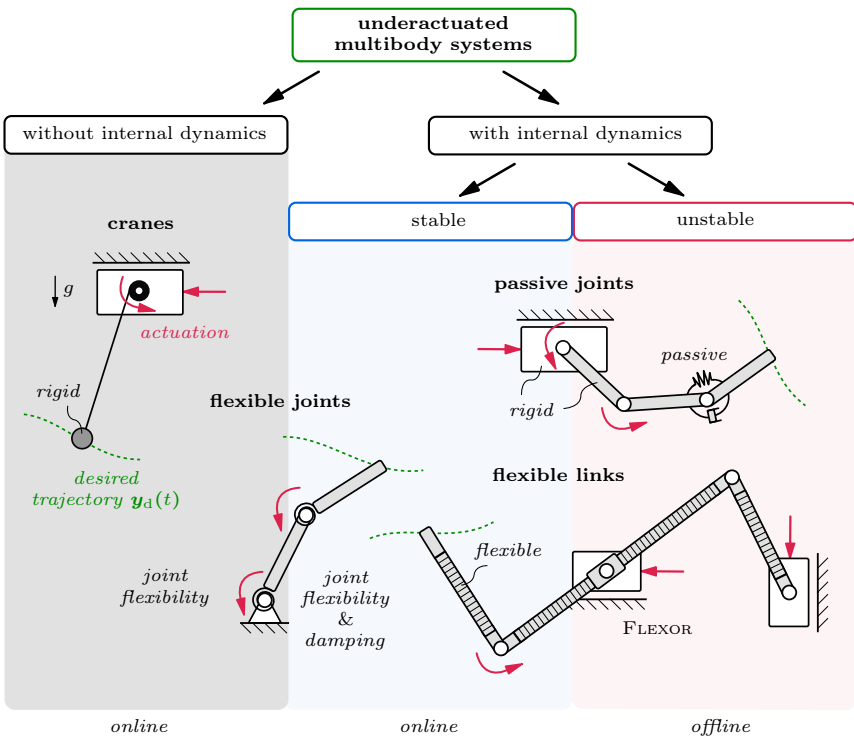 underactuated
multibody systems
without internal dynamics
with internal dynamics
stable
unstable
cranes
g
actuation
rigid
desired
trajectory y_d(t)
passive joints
passive
rigid
flexible joints
joint
flexibility
joint
flexibility
&
damping
flexible links
flexible
FLEXOR
online
online
offline